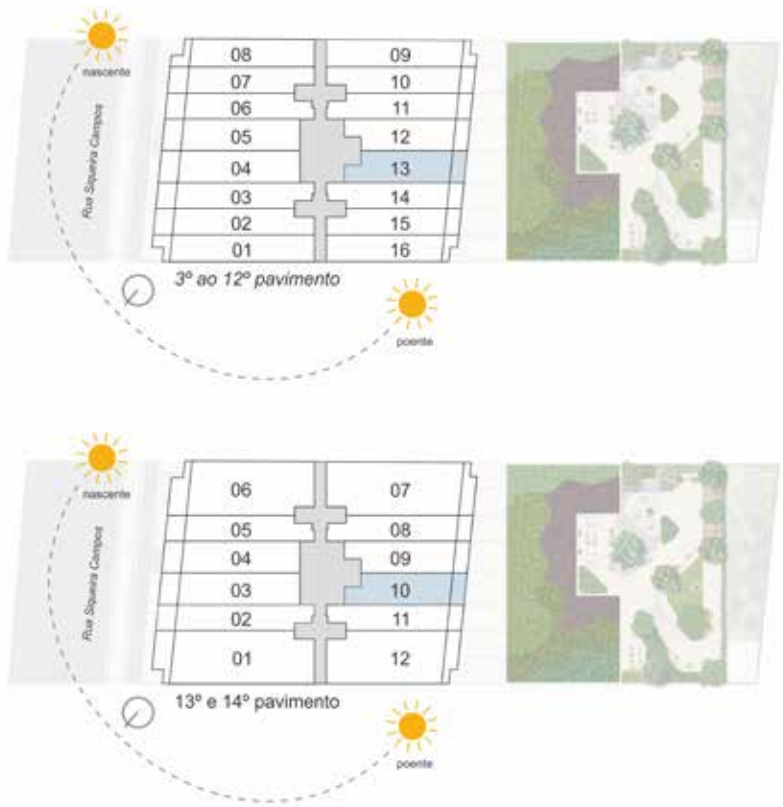 nascente
Rua Siqueira Campos
08 09
07 10
06 11
05 12
04 13
03 14
02 15
01 16
3º ao 12º pavimento
poente
nascente
Rua Siqueira Campos
06 07
05 08
04 09
03 10
02 11
01 12
13º e 14º pavimento
poente